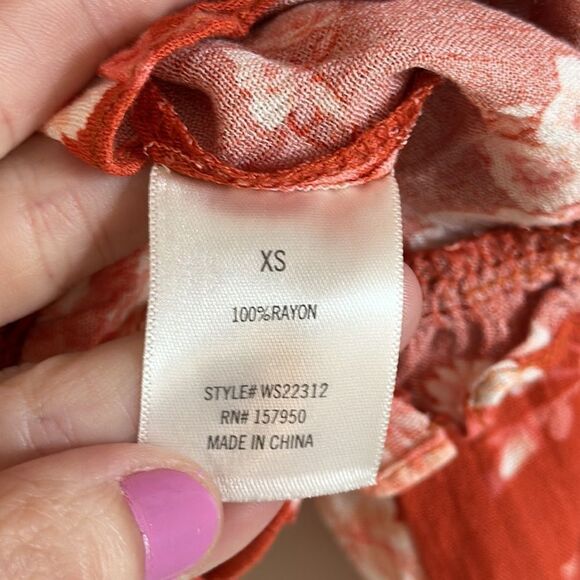 XS
100%RAYON
STYLE# WS22312
RN# 157950
MADE IN CHINA